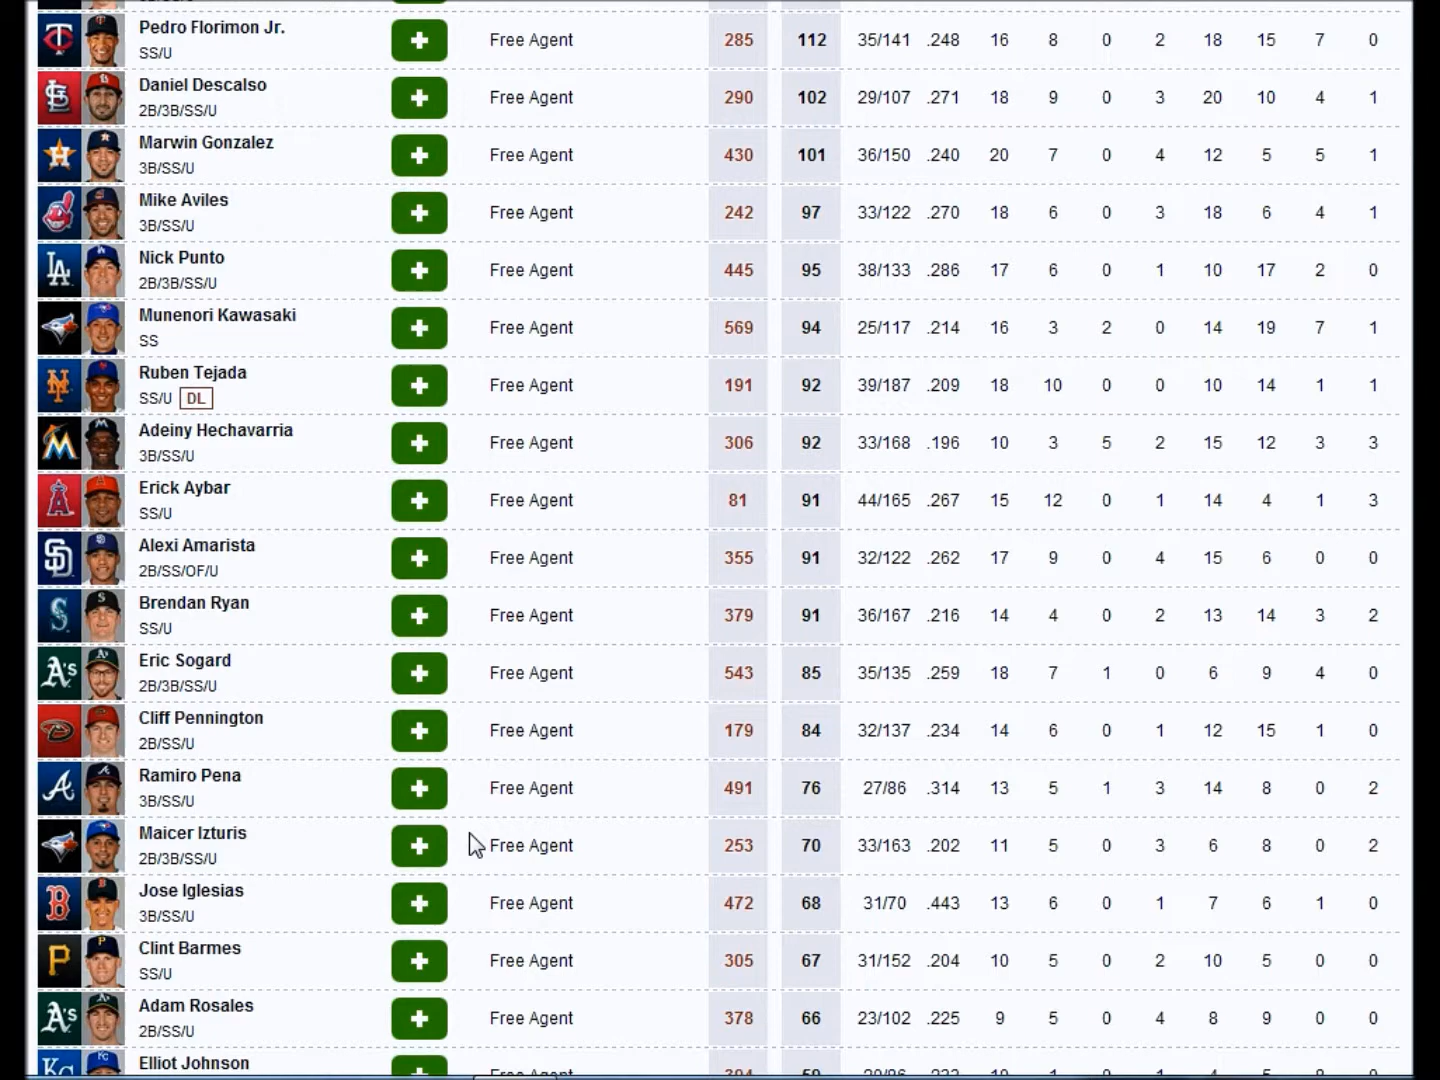 Pedro Florimon Jr.
SS/U
Free Agent 285 112 35/141 .248 16 8 0 2 18 15 7 0
Daniel Descalso
2B/3B/SS/U
Free Agent 290 102 29/107 .271 18 9 0 3 20 10 4 1
Marwin Gonzalez
3B/SS/U
Free Agent 430 101 36/150 .240 20 7 0 4 12 5 5 1
Mike Aviles
3B/SS/U
Free Agent 242 97 33/122 .270 18 6 0 3 18 6 4 1
Nick Punto
2B/3B/SS/U
Free Agent 445 95 38/133 .286 17 6 0 1 10 17 2 0
Munenori Kawasaki
SS
Free Agent 569 94 25/117 .214 16 3 2 0 14 19 7 1
Ruben Tejada
SS/U DL
Free Agent 191 92 39/187 .209 18 10 0 0 10 14 1 1
Adeiny Hechavarria
3B/SS/U
Free Agent 306 92 33/168 .196 10 3 5 2 15 12 3 3
Erick Aybar
SS/U
Free Agent 81 91 44/165 .267 15 12 0 1 14 4 1 3
Alexi Amarista
2B/SS/OF/U
Free Agent 355 91 32/122 .262 17 9 0 4 15 6 0 0
Brendan Ryan
SS/U
Free Agent 379 91 36/167 .216 14 4 0 2 13 14 3 2
Eric Sogard
2B/3B/SS/U
Free Agent 543 85 35/135 .259 18 7 1 0 6 9 4 0
Cliff Pennington
2B/SS/U
Free Agent 179 84 32/137 .234 14 6 0 1 12 15 1 0
Ramiro Pena
3B/SS/U
Free Agent 491 76 27/86 .314 13 5 1 3 14 8 0 2
Maicer Izturis
2B/3B/SS/U
Free Agent 253 70 33/163 .202 11 5 0 3 6 8 0 2
Jose Iglesias
3B/SS/U
Free Agent 472 68 31/70 .443 13 6 0 1 7 6 1 0
Clint Barmes
SS/U
Free Agent 305 67 31/152 .204 10 5 0 2 10 5 0 0
Adam Rosales
2B/SS/U
Free Agent 378 66 23/102 .225 9 5 0 4 8 9 0 0
Elliot Johnson
Free Agent